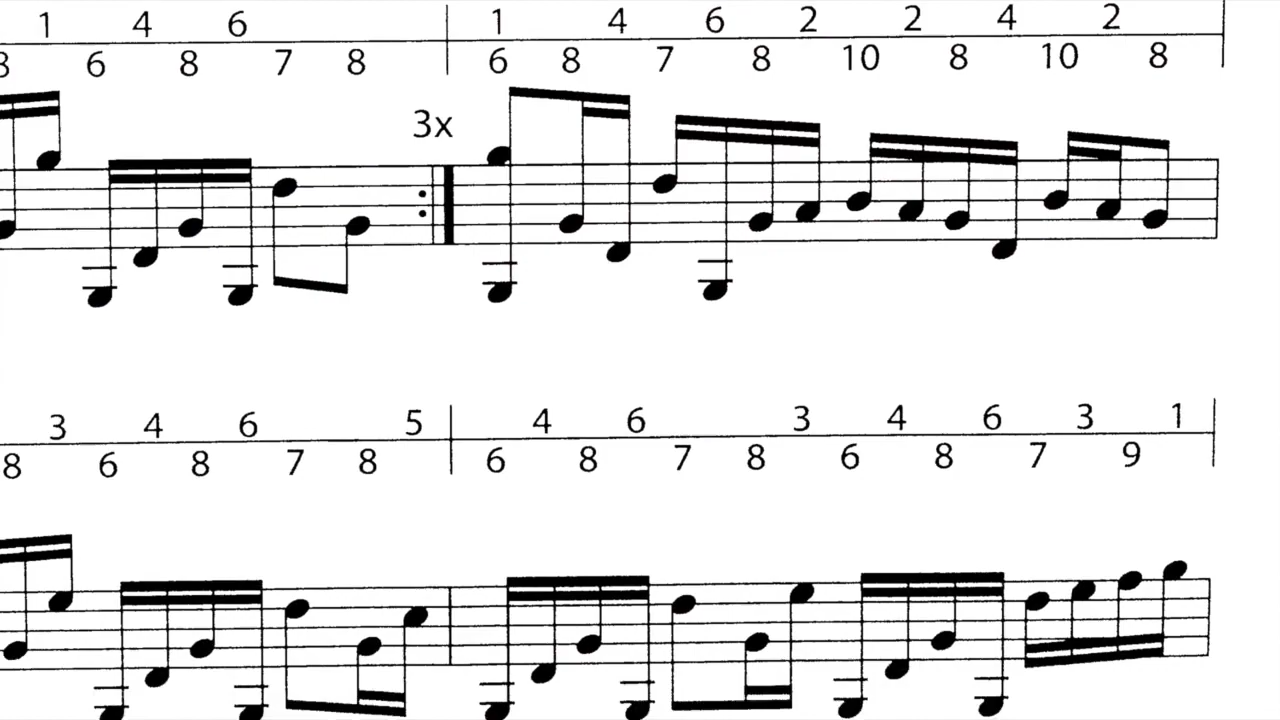 1 4 6 1 4 6 2 2 4 2
8 6 8 7 8 6 8 7 8 10 8 10 8
3x
3 4 6 5 4 6 3 4 6 3 1
8 6 8 7 8 6 8 7 8 6 8 7 9